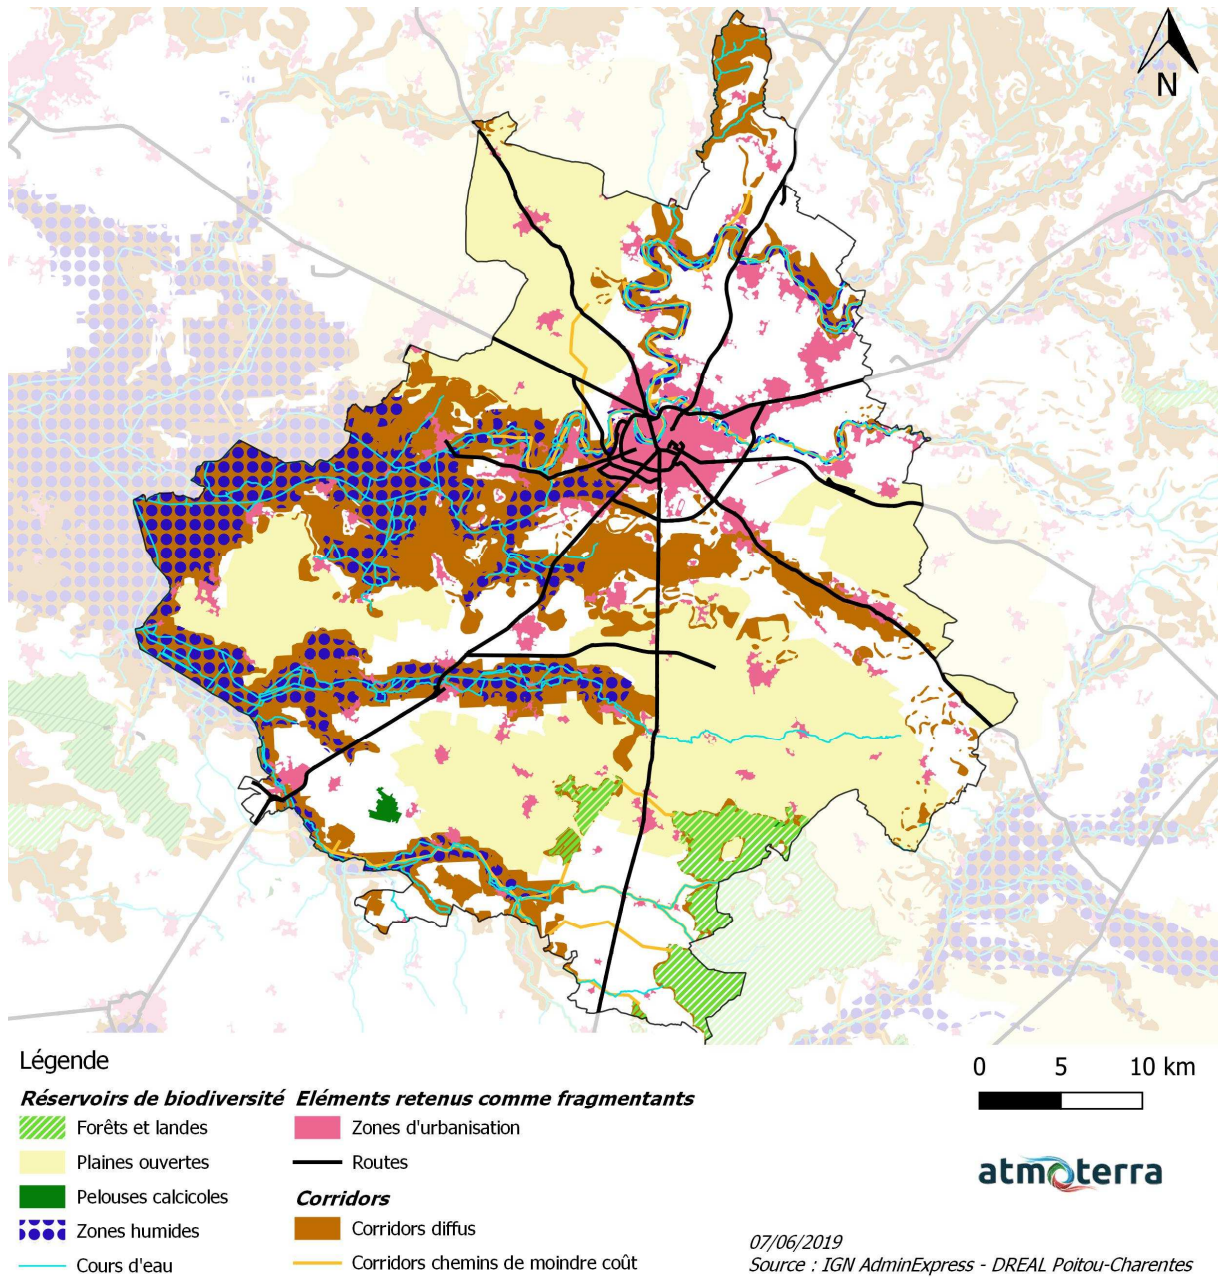 N
Légende
Réservoirs de biodiversité
Forêts et landes
Plaines ouvertes
Pelouses calcicoles
Zones humides
Cours d'eau
Eléments retenus comme fragmentants
Zones d'urbanisation
Routes
Corridors
Corridors diffus
Corridors chemins de moindre coût
0 5 10 km
atmoterra
07/06/2019
Source : IGN AdminExpress - DREAL Poitou-Charentes